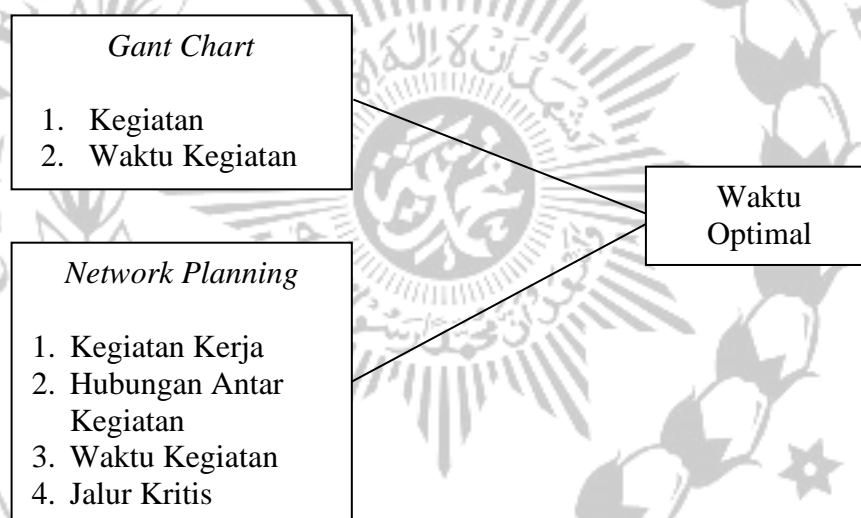 Gant Chart
1. Kegiatan
2. Waktu Kegiatan
Waktu
Optimal
Network Planning
1. Kegiatan Kerja
2. Hubungan Antar
Kegiatan
3. Waktu Kegiatan
4. Jalur Kritis